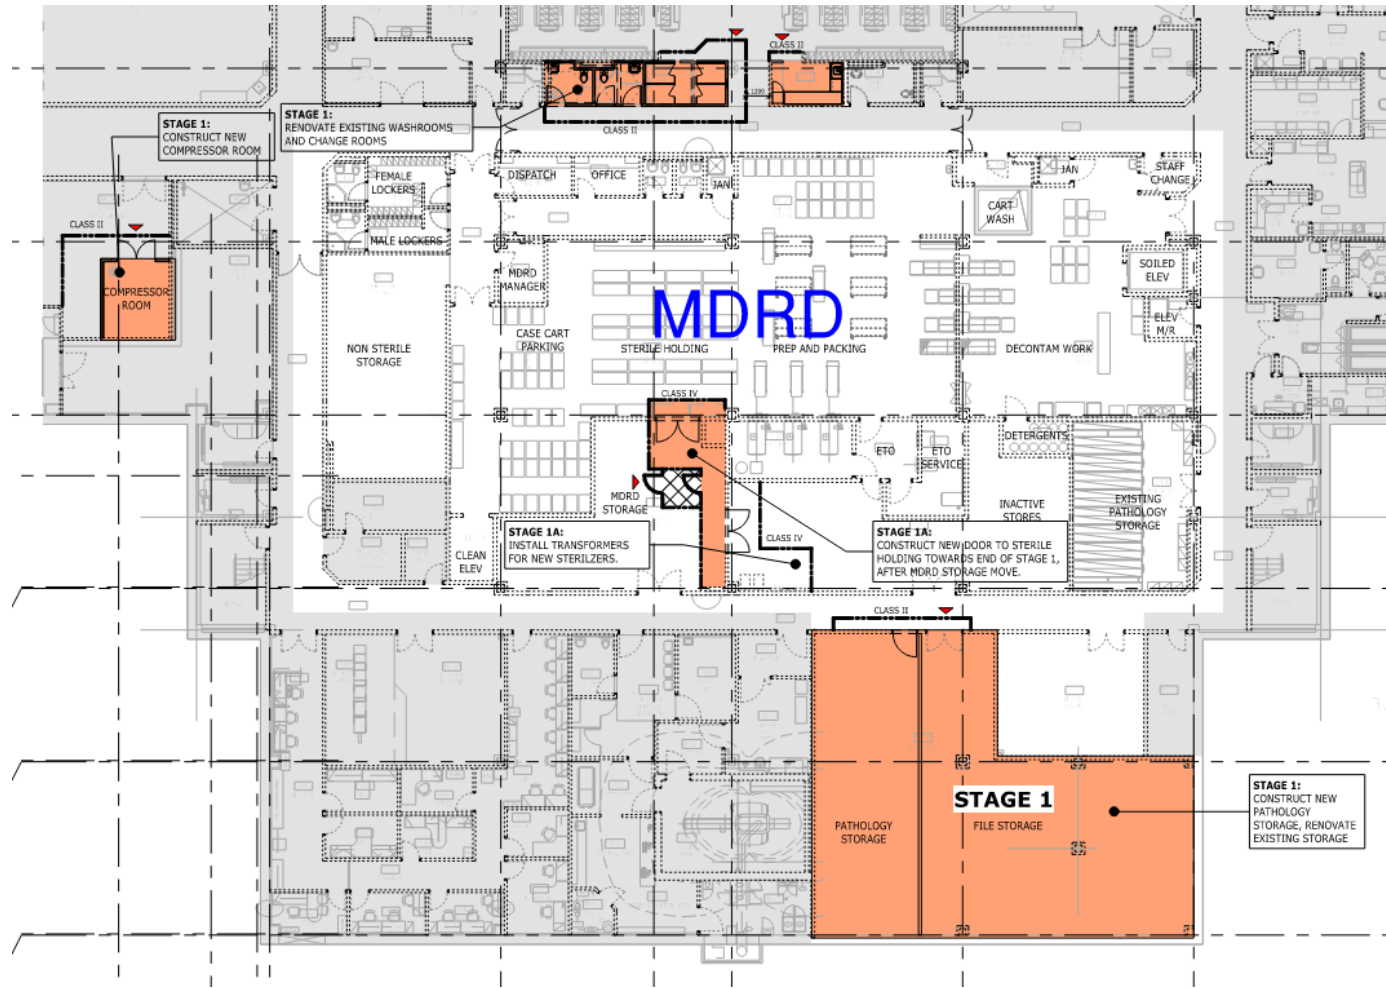 CLASS II
STAGE 1:
CONSTRUCT NEW
COMPRESSOR ROOM
STAGE 1:
RENOVATE EXISTING WASHROOMS
AND CHANGE ROOMS
CLASS II
1200
FEMALE
LOCKERS
DISPATCH
OFFICE
JAN
JAN
STAFF
CHANGE
CART
WASH
CLASS II
MALE LOCKERS
MDRD
MANAGER
SOILED
ELEV
COMPRESSOR
ROOM
MDRD
ELEV
M/R
NON STERILE
STORAGE
CASE CART
PARKING
STERILE HOLDING
PREP AND PACKING
DECONTAM WORK
CLASS IV
DETERGENTS
ETO
ETO
SERVICE
MDRD
STORAGE
INACTIVE
STORES
EXISTING
PATHOLOGY
STORAGE
STAGE 1A:
INSTALL TRANSFORMERS
FOR NEW STERILZERS.
CLASS IV
STAGE 1A:
CONSTRUCT NEW DOOR TO STERILE
HOLDING TOWARDS END OF STAGE 1,
AFTER MDRD STORAGE MOVE.
CLEAN
ELEV
CLASS II
STAGE 1
PATHOLOGY
STORAGE
FILE STORAGE
STAGE 1:
CONSTRUCT NEW
PATHOLOGY
STORAGE, RENOVATE
EXISTING STORAGE